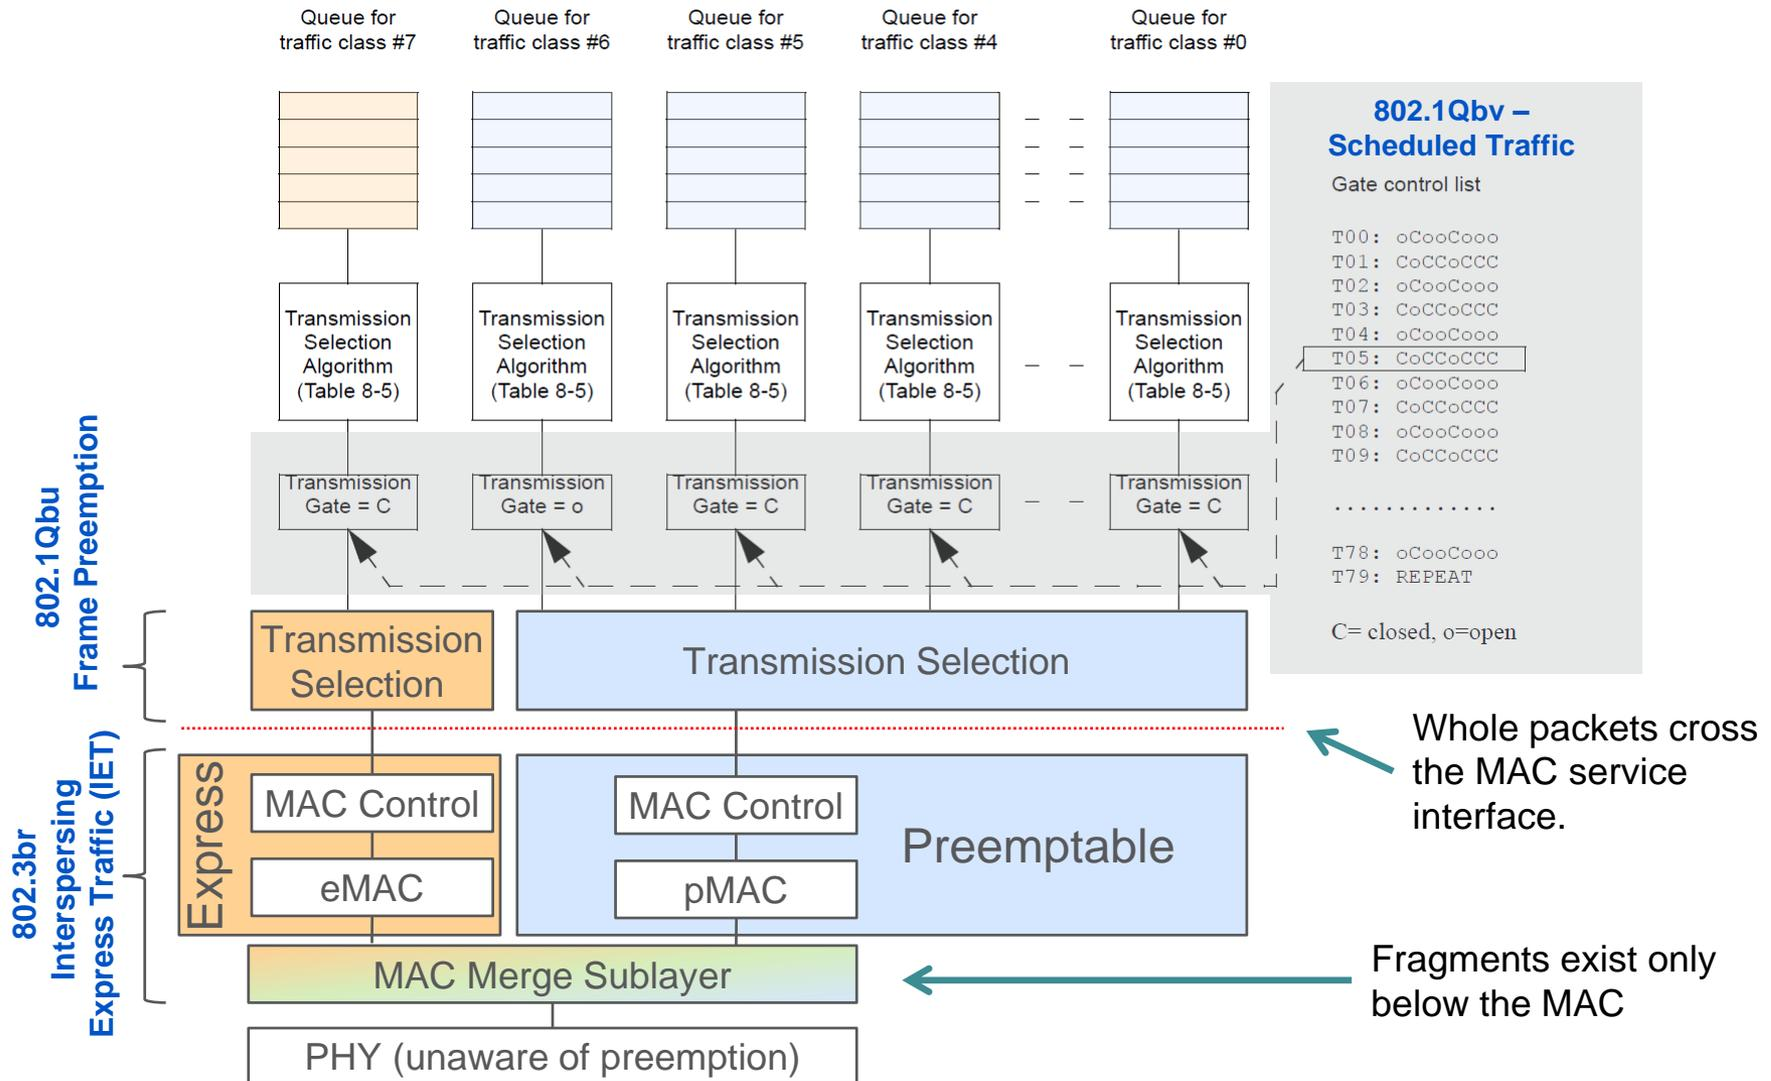 Queue for
traffic class #7
Queue for
traffic class #6
Queue for
traffic class #5
Queue for
traffic class #4
Queue for
traffic class #0
Transmission
Selection
Algorithm
(Table 8-5)
Transmission
Selection
Algorithm
(Table 8-5)
Transmission
Selection
Algorithm
(Table 8-5)
Transmission
Selection
Algorithm
(Table 8-5)
Transmission
Selection
Algorithm
(Table 8-5)
Transmission
Gate = C
Transmission
Gate = o
Transmission
Gate = C
Transmission
Gate = C
Transmission
Gate = C
802.1Qbv –
Scheduled Traffic
Gate control list
T00: oCooCooo
T01: CoCCoCCC
T02: oCooCooo
T03: CoCCoCCC
T04: oCooCooo
T05: CoCCoCCC
T06: oCooCooo
T07: CoCCoCCC
T08: oCooCooo
T09: CoCCoCCC
.............
T78: oCooCooo
T79: REPEAT
C= closed, o=open
802.1Qbu
Frame Preemption
Transmission
Selection
Transmission Selection
Whole packets cross
the MAC service
interface.
802.3br
Interspersing
Express Traffic (IET)
Express
MAC Control
eMAC
MAC Control
pMAC
Preemptable
MAC Merge Sublayer
Fragments exist only
below the MAC
PHY (unaware of preemption)